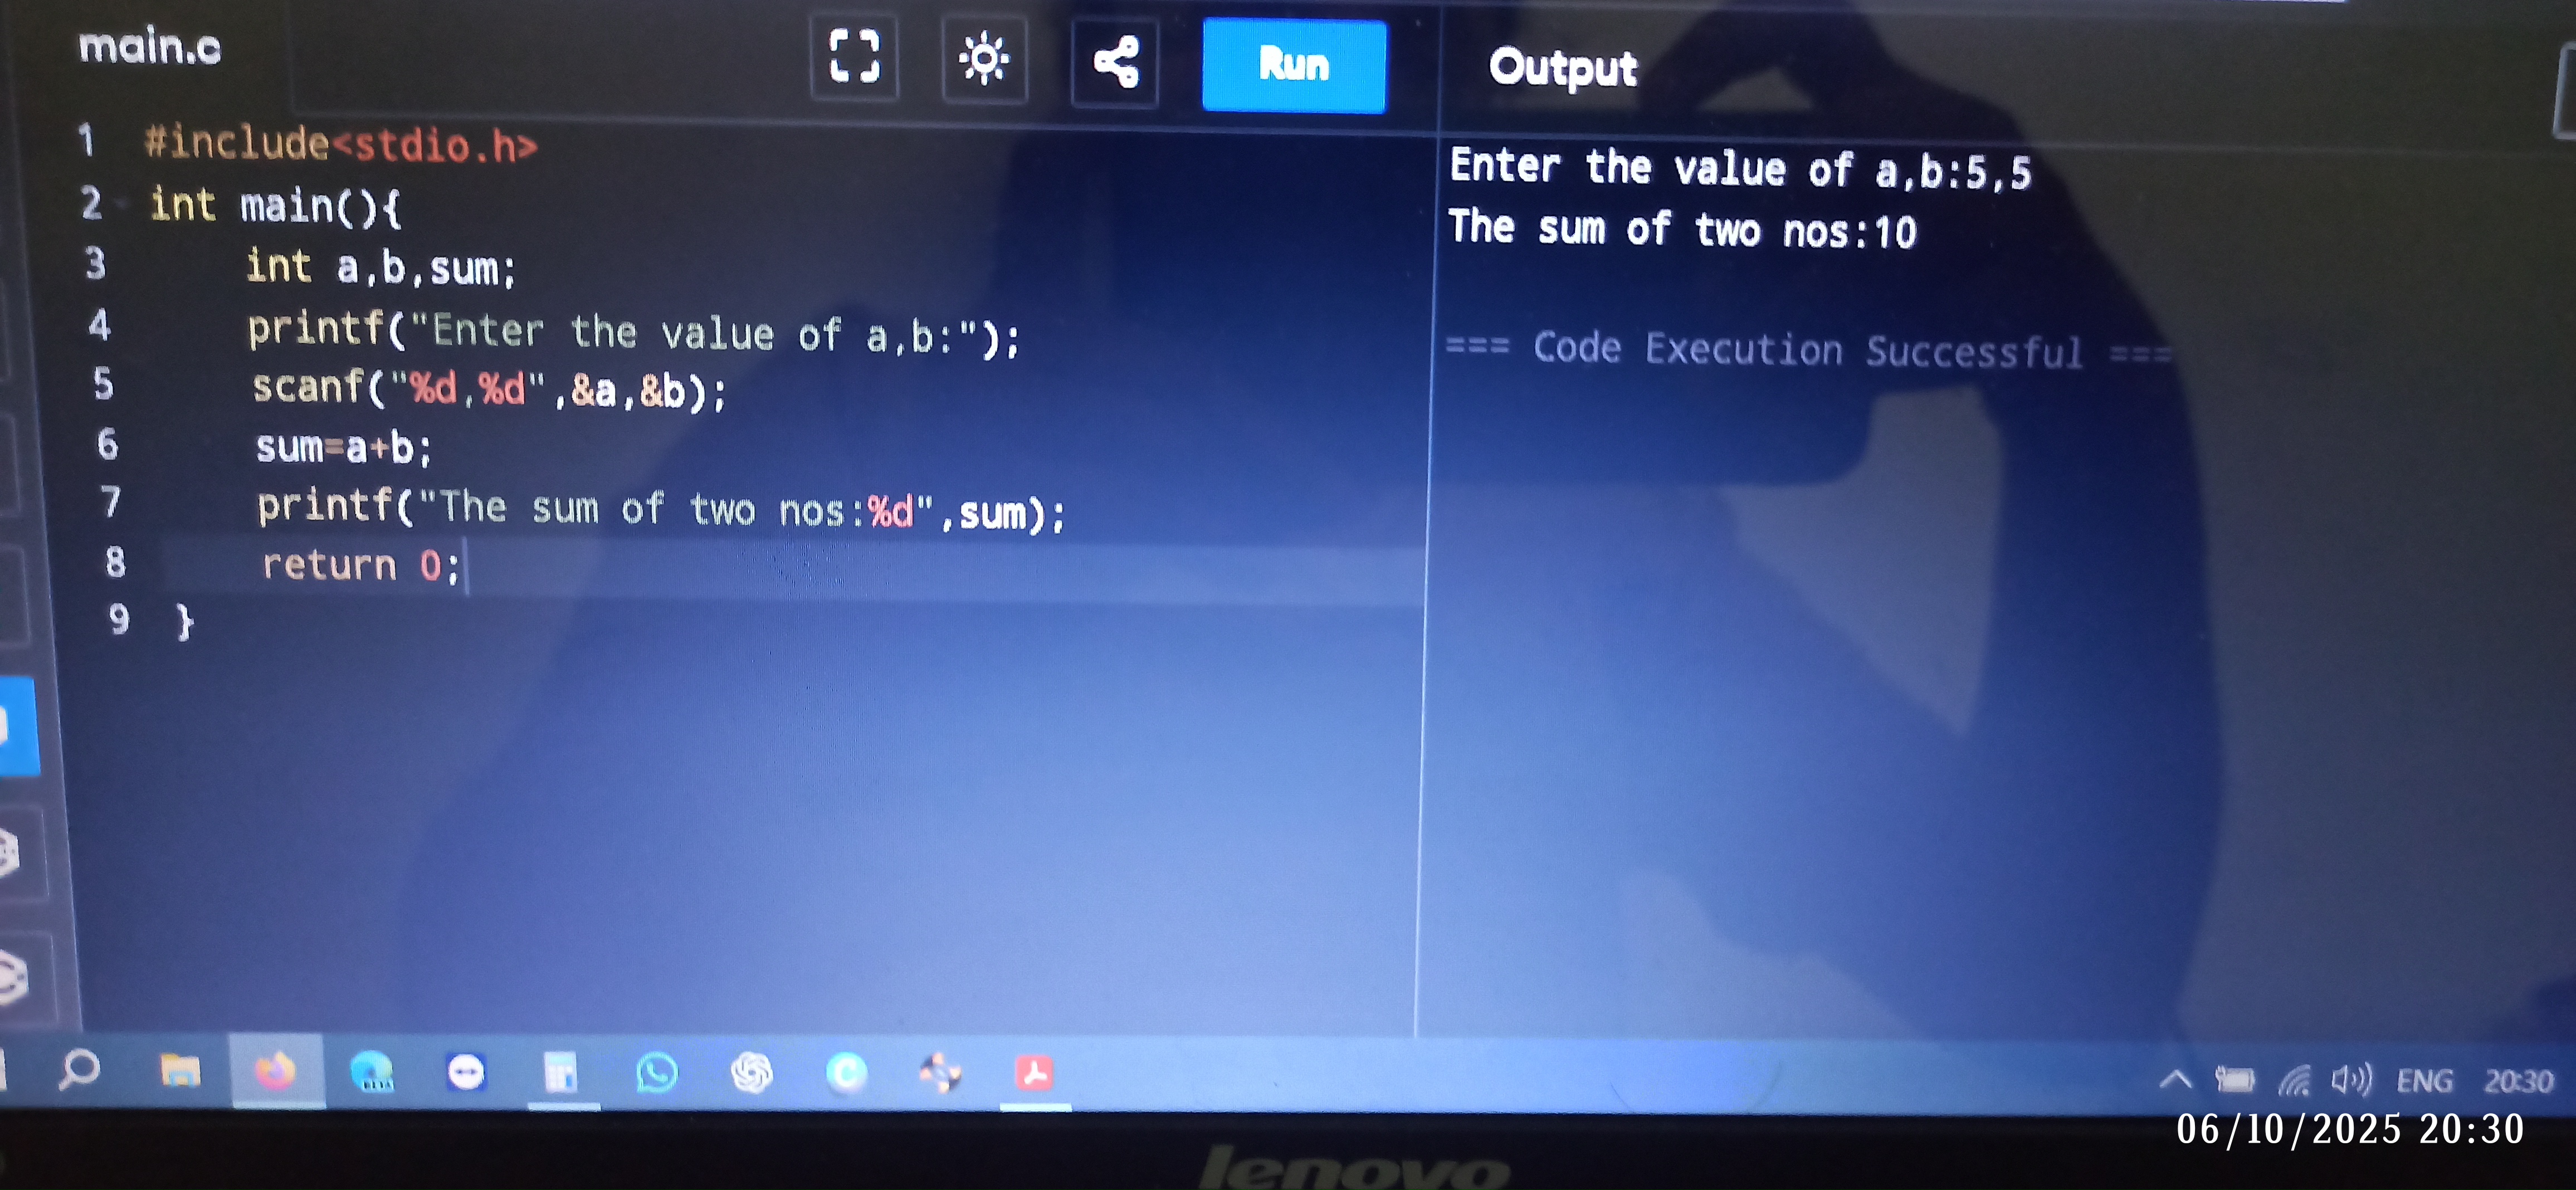 main.c
Run
Output
1 #include<stdio.h>
2 int main(){
3 int a,b,sum;
4 printf("Enter the value of a,b:");
5 scanf("%d,%d",&a,&b);
6 sum=a+b;
7 printf("The sum of two nos:%d",sum);
8 return 0;
9 }
Enter the value of a,b:5,5
The sum of two nos:10
=== Code Execution Successful ===
ENG 20:30
06/10/2025 20:30
lenovo